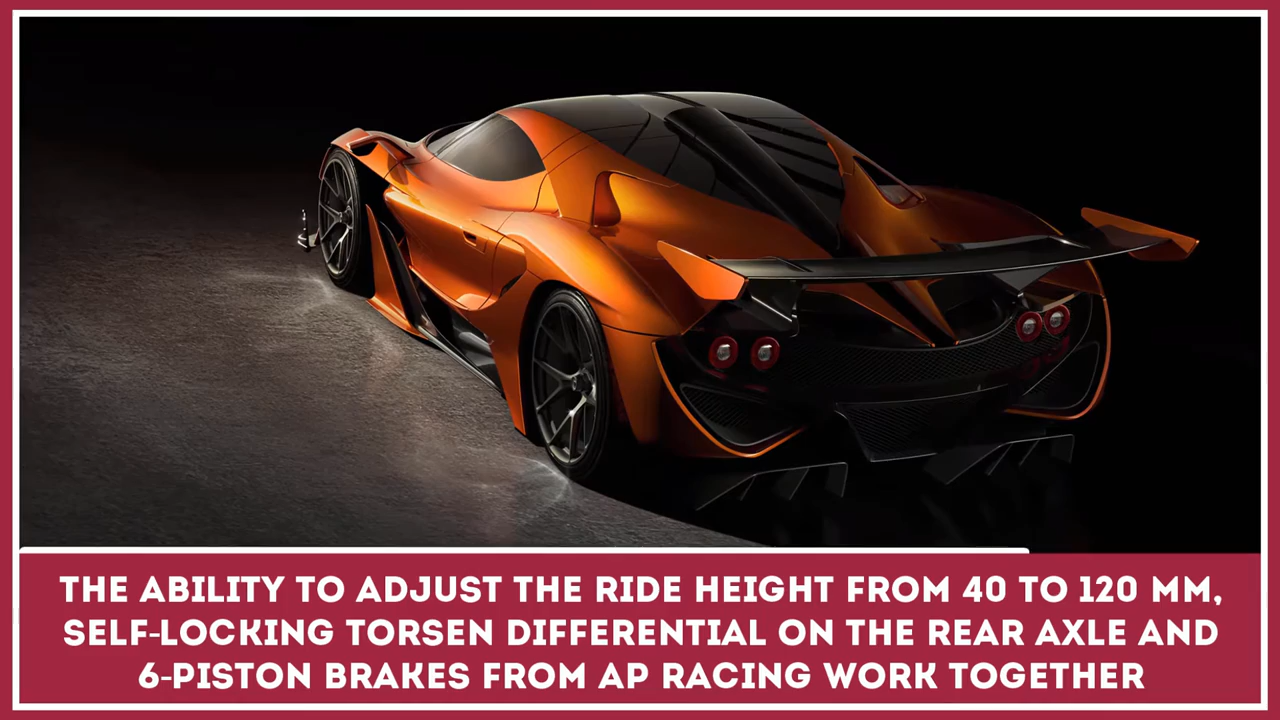 THE ABILITY TO ADJUST THE RIDE HEIGHT FROM 40 TO 120 MM,
SELF-LOCKING TORSEN DIFFERENTIAL ON THE REAR AXLE AND
6-PISTON BRAKES FROM AP RACING WORK TOGETHER